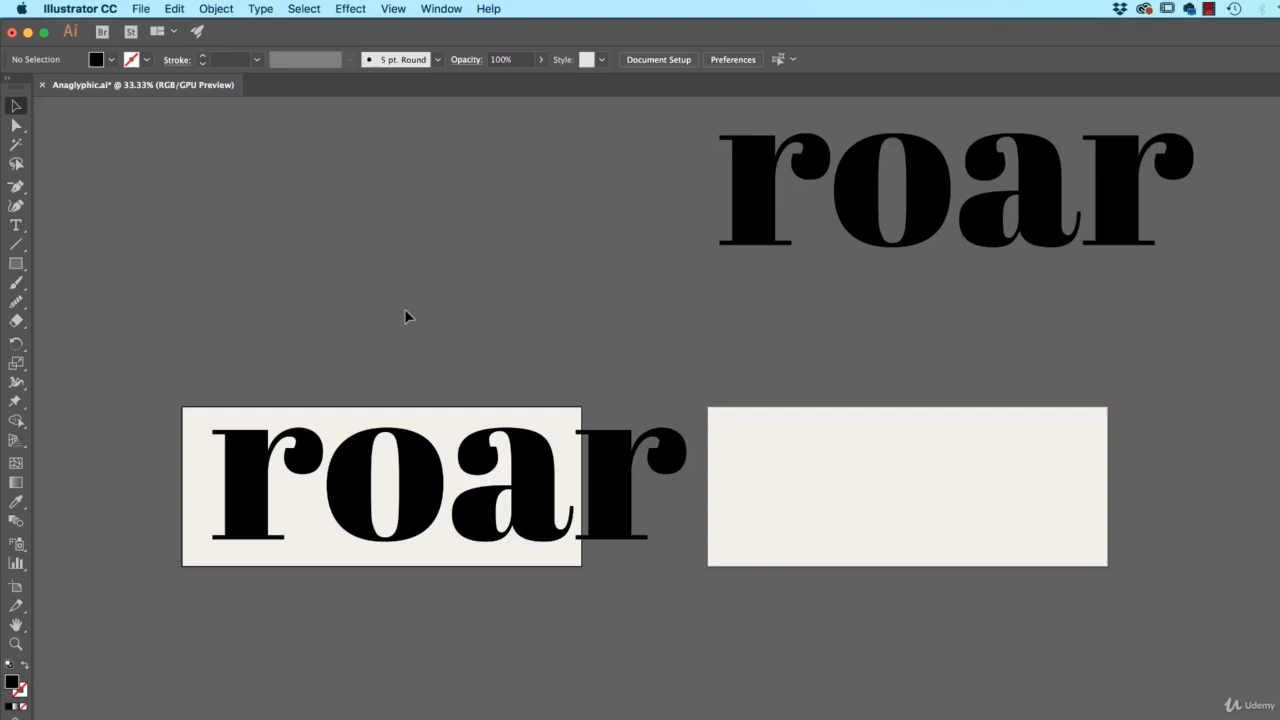 Illustrator CC File Edit Object Type Select Effect View Window Help
Ai Br St
No Selection Stroke: 5 pt. Round Opacity: 100% Style: Document Setup Preferences
Anaglyphic.ai* @ 33.33% (RGB/GPU Preview)
roar
roar
Udemy